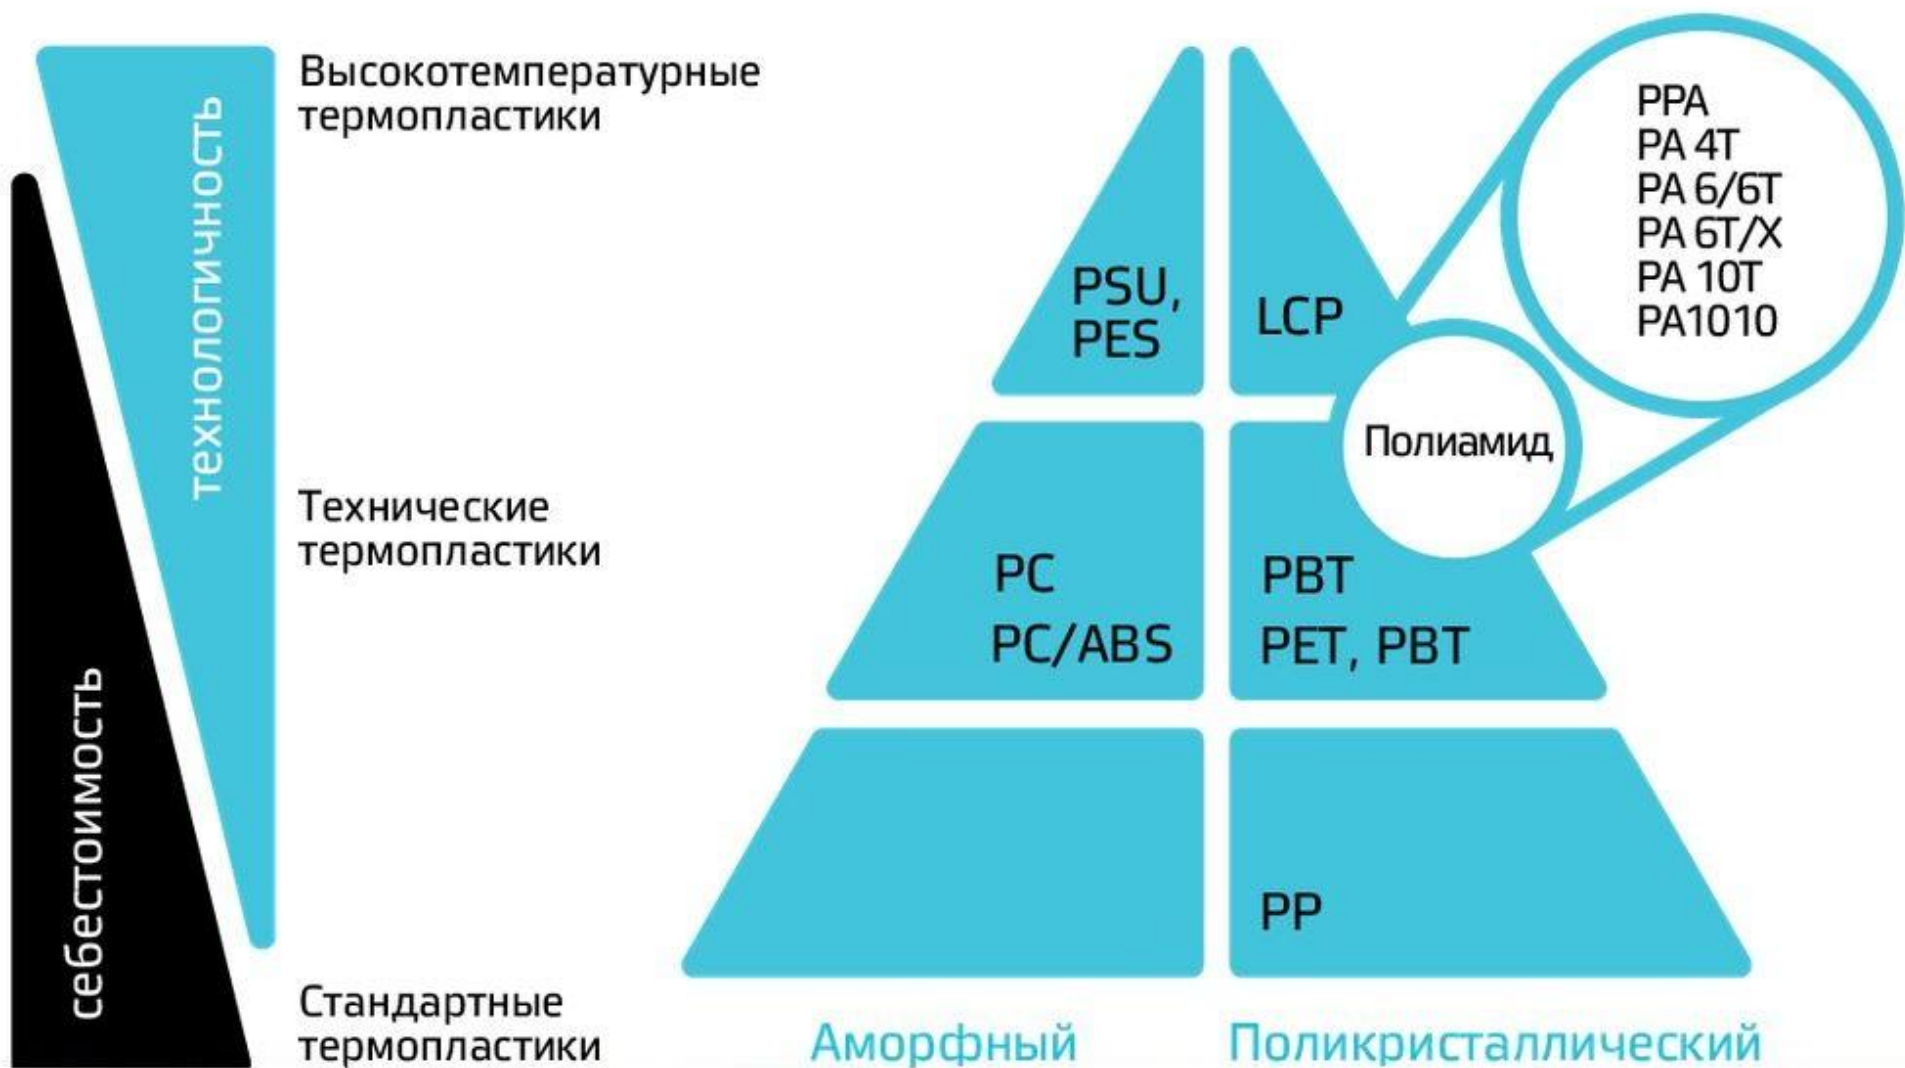 Высокотемпературные
термопластики
технологичность
себестоимость
Технические
термопластики
Стандартные
термопластики
PSU,
PES
LCP
PC
PC/ABS
PBT
PET, PBT
PP
Полиамид
PPA
PA 4T
PA 6/6T
PA 6T/X
PA 10T
PA1010
Аморфный
Поликристаллический